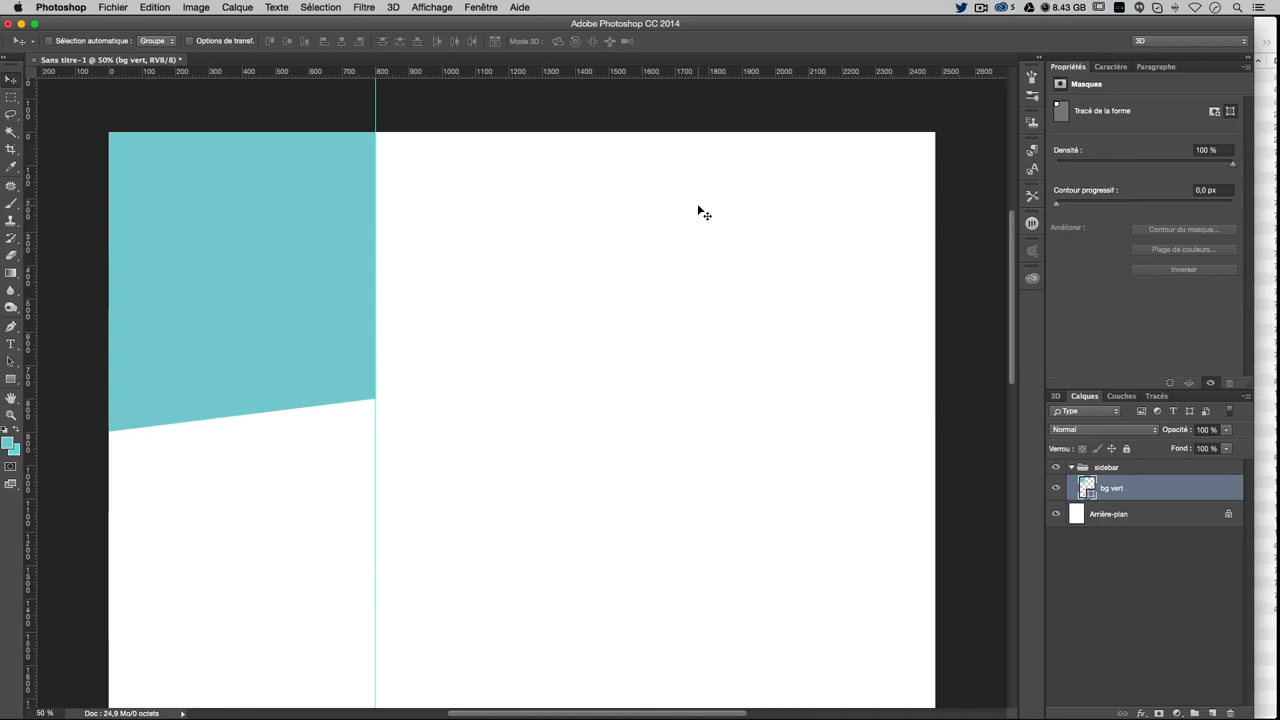 Photoshop Fichier Edition Image Calque Texte Sélection Filtre 3D Affichage Fenêtre Aide
5 8.43 GB
Adobe Photoshop CC 2014
Sélection automatique : Groupe Options de transf. Mode 3D : 3D
Sans titre-1 @ 50% (bg vert, RVB/8) *
200 100 0 100 200 300 400 500 600 700 800 900 1000 1100 1200 1300 1400 1500 1600 1700 1800 1900 2000 2100 2200 2300 2400 2500 2600
Propriétés Caractère Paragraphe
Masques
Tracé de la forme
Densité : 100 %
Contour progressif : 0,0 px
Améliorer : Contour du masque...
Plage de couleurs...
Inverser
3D Calques Couches Tracés
Type
Normal Opacité : 100 %
Verrou : Fond : 100 %
sidebar
bg vert
Arrière-plan
50 % Doc : 24,9 Mo/0 octets